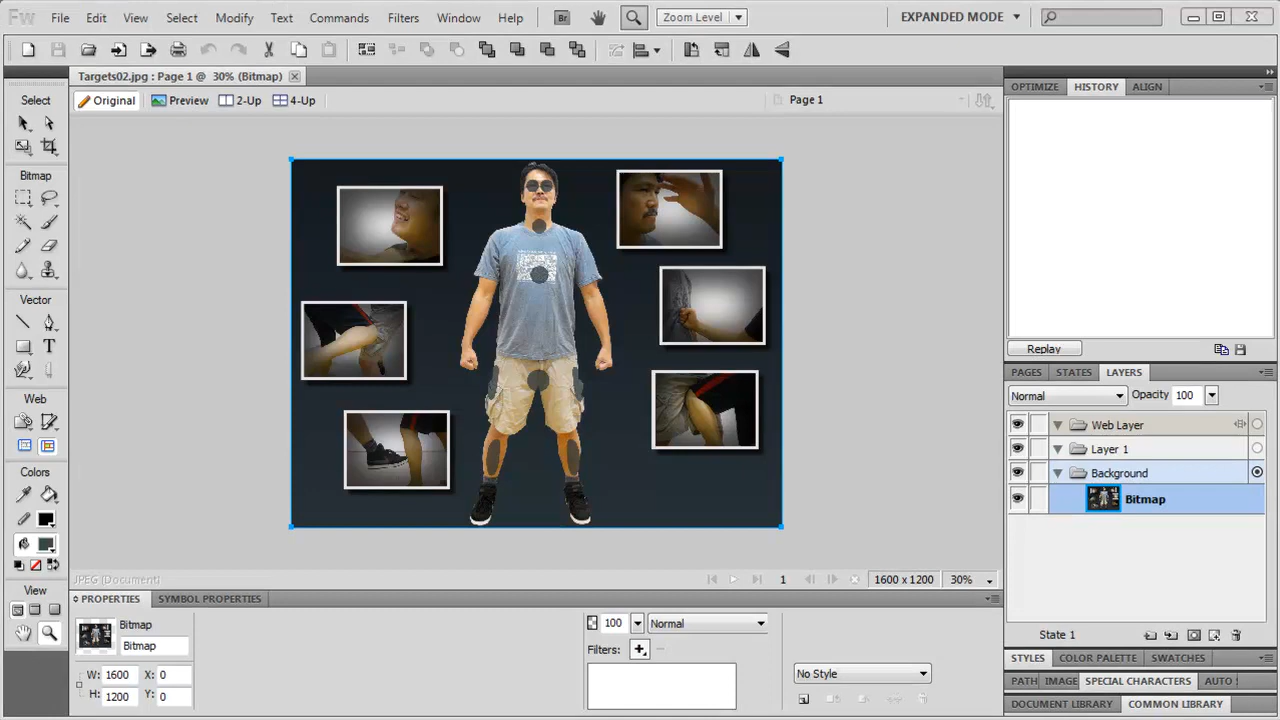 Fw File Edit View Select Modify Text Commands Filters Window Help Br Zoom Level EXPANDED MODE
Targets02.jpg : Page 1 @ 30% (Bitmap)
Original Preview 2-Up 4-Up Page 1
Select
Bitmap
Vector
T
Web
Colors
View
OPTIMIZE HISTORY ALIGN
Replay
PAGES STATES LAYERS
Normal Opacity 100
Web Layer
Layer 1
Background
Bitmap
State 1
JPEG (Document) 1 1600 x 1200 30%
PROPERTIES SYMBOL PROPERTIES
Bitmap
Bitmap
W: 1600 X: 0
H: 1200 Y: 0
100 Normal
Filters:
No Style
STYLES COLOR PALETTE SWATCHES
PATH IMAGE SPECIAL CHARACTERS AUTO
DOCUMENT LIBRARY COMMON LIBRARY